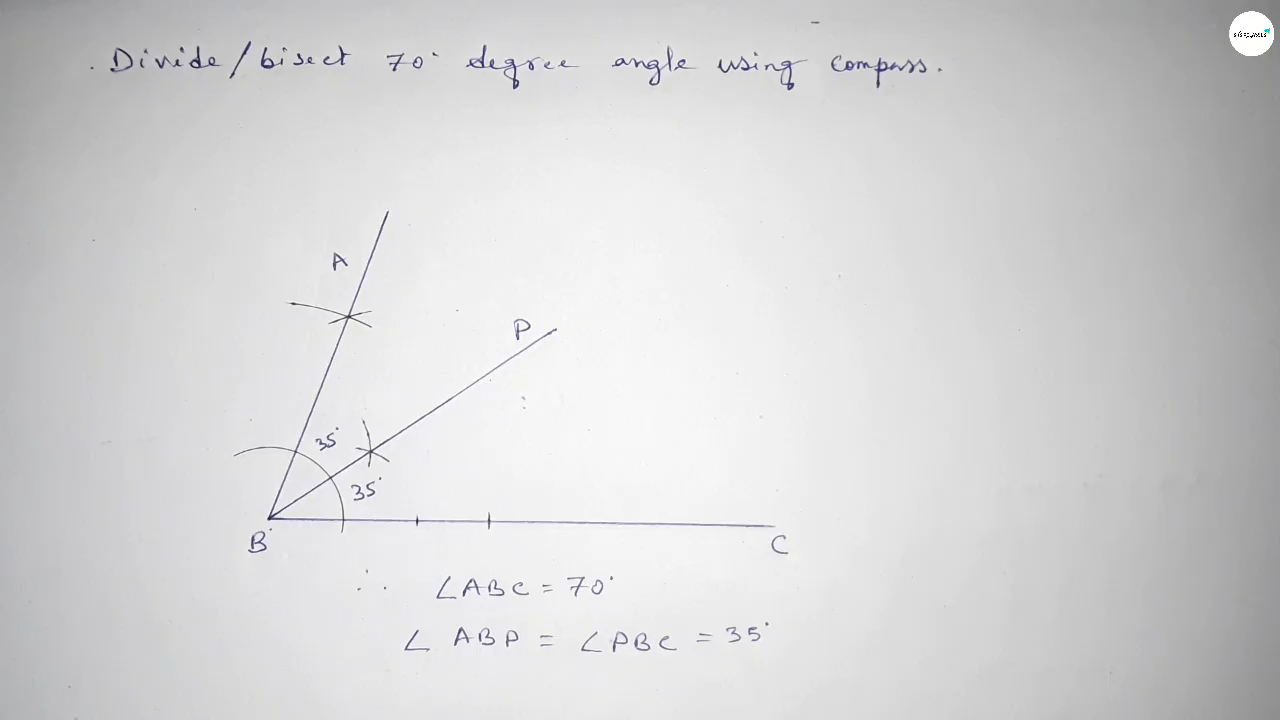 . Divide/bisect 70° degree angle using compass.
A
P
35°
35°
B
C
∴ ∠ABC = 70°
∠ABP = ∠PBC = 35°